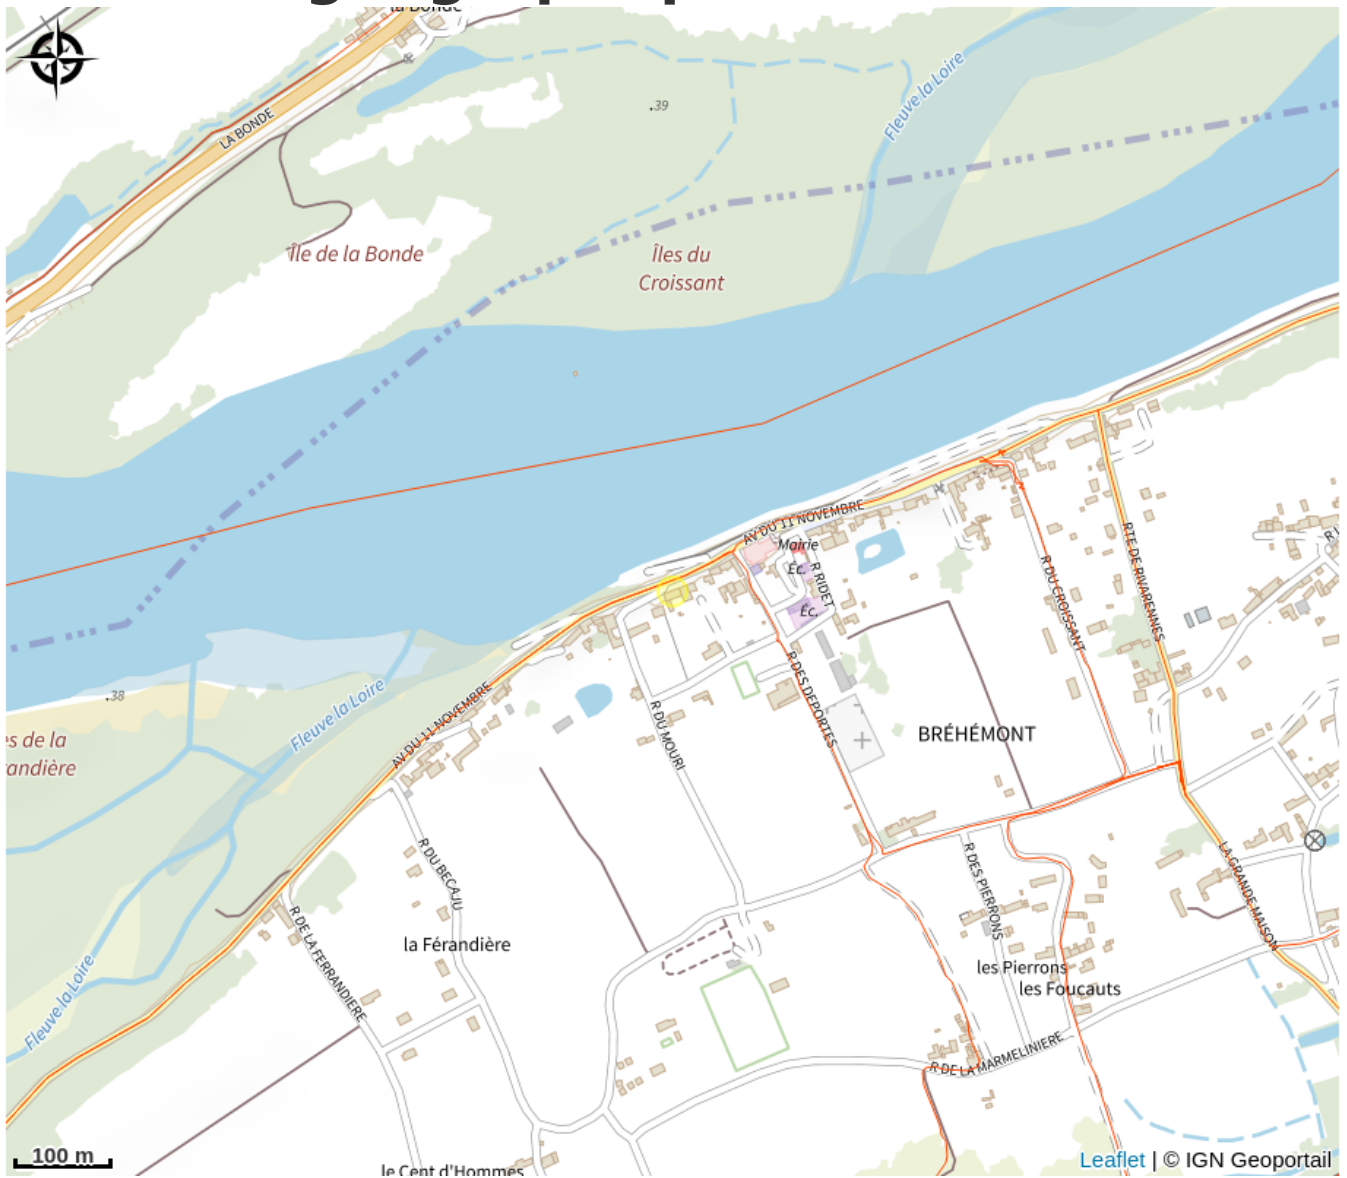 la Bonde
LA BONDE
.39
Fleuve la Loire
Île de la Bonde
Îles du
Croissant
AV DU 11 NOVEMBRE
Mairie
Éc.
R RIDET
Éc.
R DU CROISSANT
RTE DE RIVARENNES
R DES DEPORTES
.38
Fleuve la Loire
AV DU 11 NOVEMBRE
R DU MOURI
BRÉHÉMONT
es de la
andière
R DU BECAJU
R DES PIERRONS
LA GRANDE MAISON
la Férandière
R DE LA FERRANDIERE
les Pierrons
les Foucauts
Fleuve la Loire
R DE LA MARMELINIERE
100 m
le Cent d'Hommes
Leaflet | © IGN Geoportail